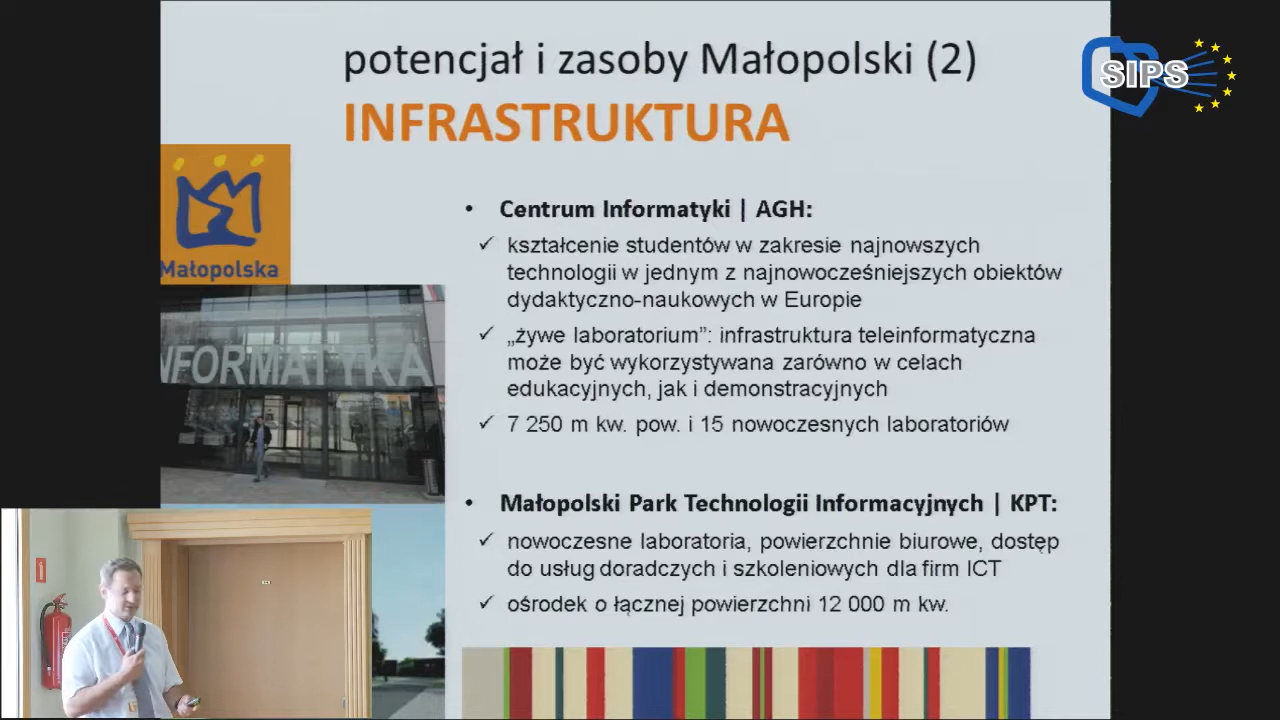 potencjał i zasoby Małopolski (2)
INFRASTRUKTURA
SIPS
Małopolska
NFORMATYKA
• Centrum Informatyki | AGH:
✓ kształcenie studentów w zakresie najnowszych
technologii w jednym z najnowocześniejszych obiektów
dydaktyczno-naukowych w Europie
✓ „żywe laboratorium”: infrastruktura teleinformatyczna
może być wykorzystywana zarówno w celach
edukacyjnych, jak i demonstracyjnych
✓ 7 250 m kw. pow. i 15 nowoczesnych laboratoriów
• Małopolski Park Technologii Informacyjnych | KPT:
✓ nowoczesne laboratoria, powierzchnie biurowe, dostęp
do usług doradczych i szkoleniowych dla firm ICT
✓ ośrodek o łącznej powierzchni 12 000 m kw.